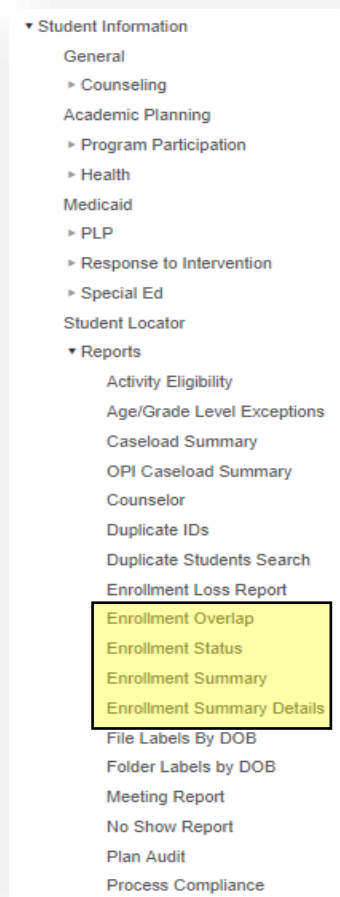 Student Information
General
Counseling
Academic Planning
Program Participation
Health
Medicaid
PLP
Response to Intervention
Special Ed
Student Locator
Reports
Activity Eligibility
Age/Grade Level Exceptions
Caseload Summary
OPI Caseload Summary
Counselor
Duplicate IDs
Duplicate Students Search
Enrollment Loss Report
Enrollment Overlap
Enrollment Status
Enrollment Summary
Enrollment Summary Details
File Labels By DOB
Folder Labels by DOB
Meeting Report
No Show Report
Plan Audit
Process Compliance